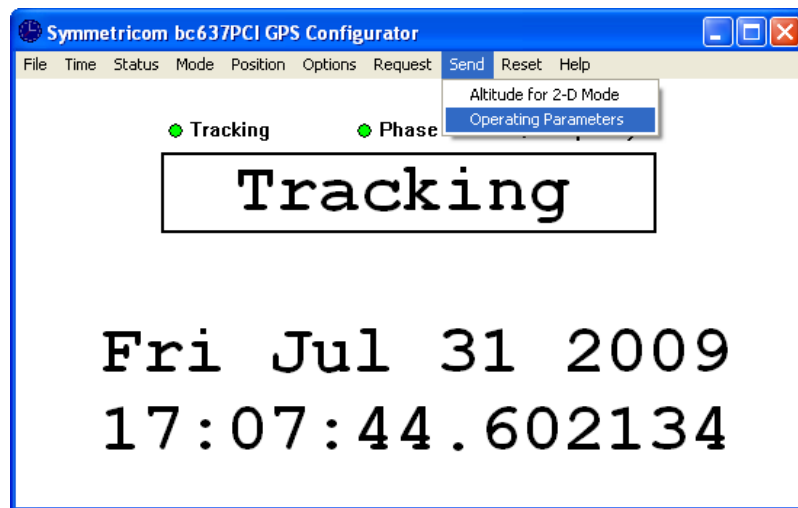 Symmetricom bc637PCI GPS Configurator
File Time Status Mode Position Options Request Send Reset Help
Altitude for 2-D Mode
Operating Parameters
Tracking Phase
Tracking
Fri Jul 31 2009
17:07:44.602134